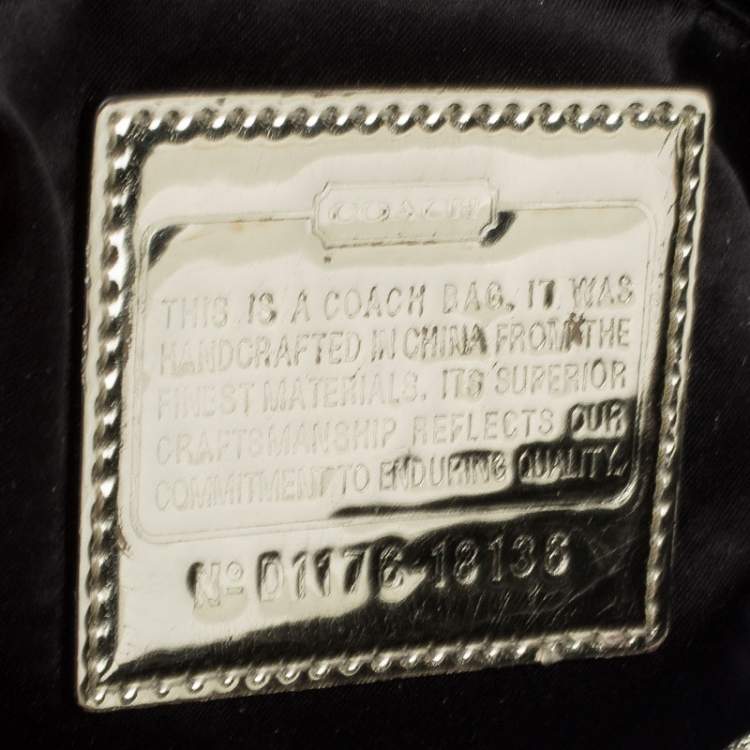 COACH
THIS IS A COACH BAG. IT WAS
HANDCRAFTED IN CHINA FROM THE
FINEST MATERIALS. ITS SUPERIOR
CRAFTSMANSHIP REFLECTS OUR
COMMITMENT TO ENDURING QUALITY.
Nº D1176-18136